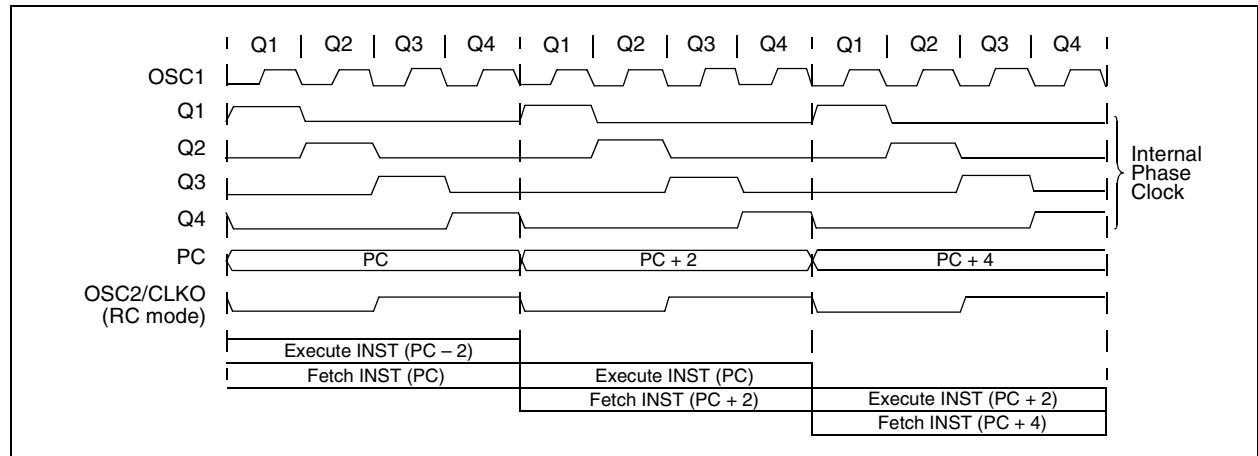 Q1 Q2 Q3 Q4 Q1 Q2 Q3 Q4 Q1 Q2 Q3 Q4
OSC1
Q1
Q2
Q3
Q4
Internal
Phase
Clock
PC PC PC + 2 PC + 4
OSC2/CLKO
(RC mode)
Execute INST (PC – 2)
Fetch INST (PC) Execute INST (PC)
Fetch INST (PC + 2) Execute INST (PC + 2)
Fetch INST (PC + 4)